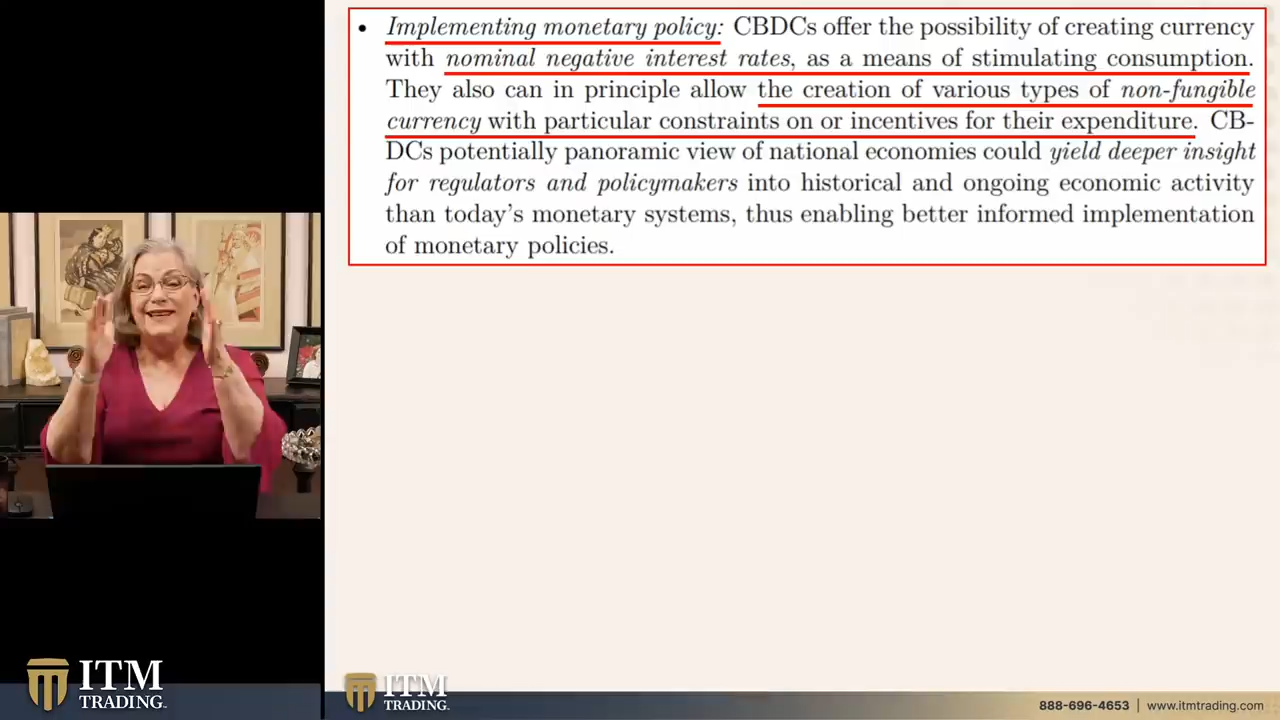 • Implementing monetary policy: CBDCs offer the possibility of creating currency
with nominal negative interest rates, as a means of stimulating consumption.
They also can in principle allow the creation of various types of non-fungible
currency with particular constraints on or incentives for their expenditure. CB-
DCs potentially panoramic view of national economies could yield deeper insight
for regulators and policymakers into historical and ongoing economic activity
than today's monetary systems, thus enabling better informed implementation
of monetary policies.
ITM
TRADING
ITM
TRADING
888-696-4653 | www.itmtrading.com